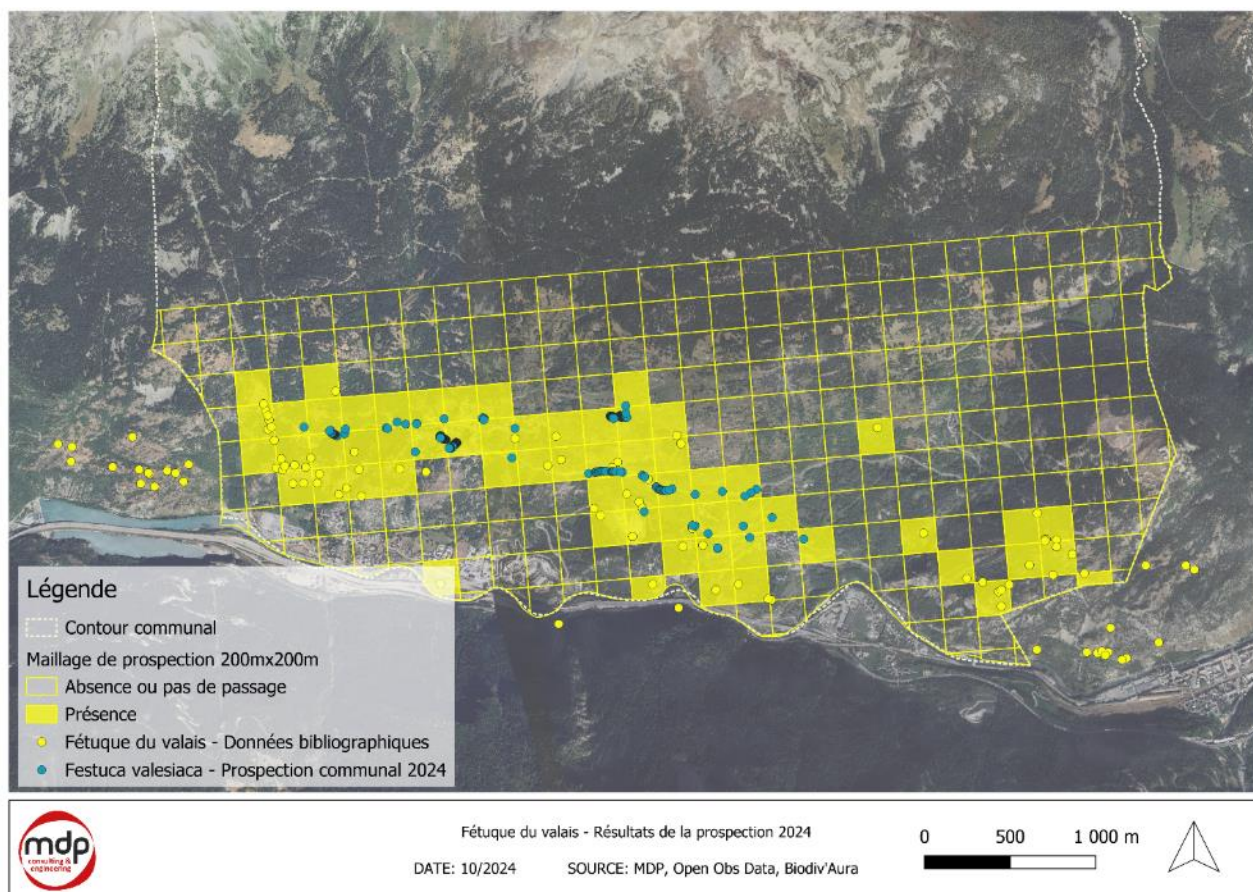 Légende
Contour communal
Maillage de prospection 200mx200m
Absence ou pas de passage
Présence
Fétuque du valais - Données bibliographiques
Festuca valesiaca - Prospection communal 2024
mdp
consulting &
engineering
Fétuque du valais - Résultats de la prospection 2024
DATE: 10/2024 SOURCE: MDP, Open Obs Data, Biodiv'Aura
0 500 1 000 m